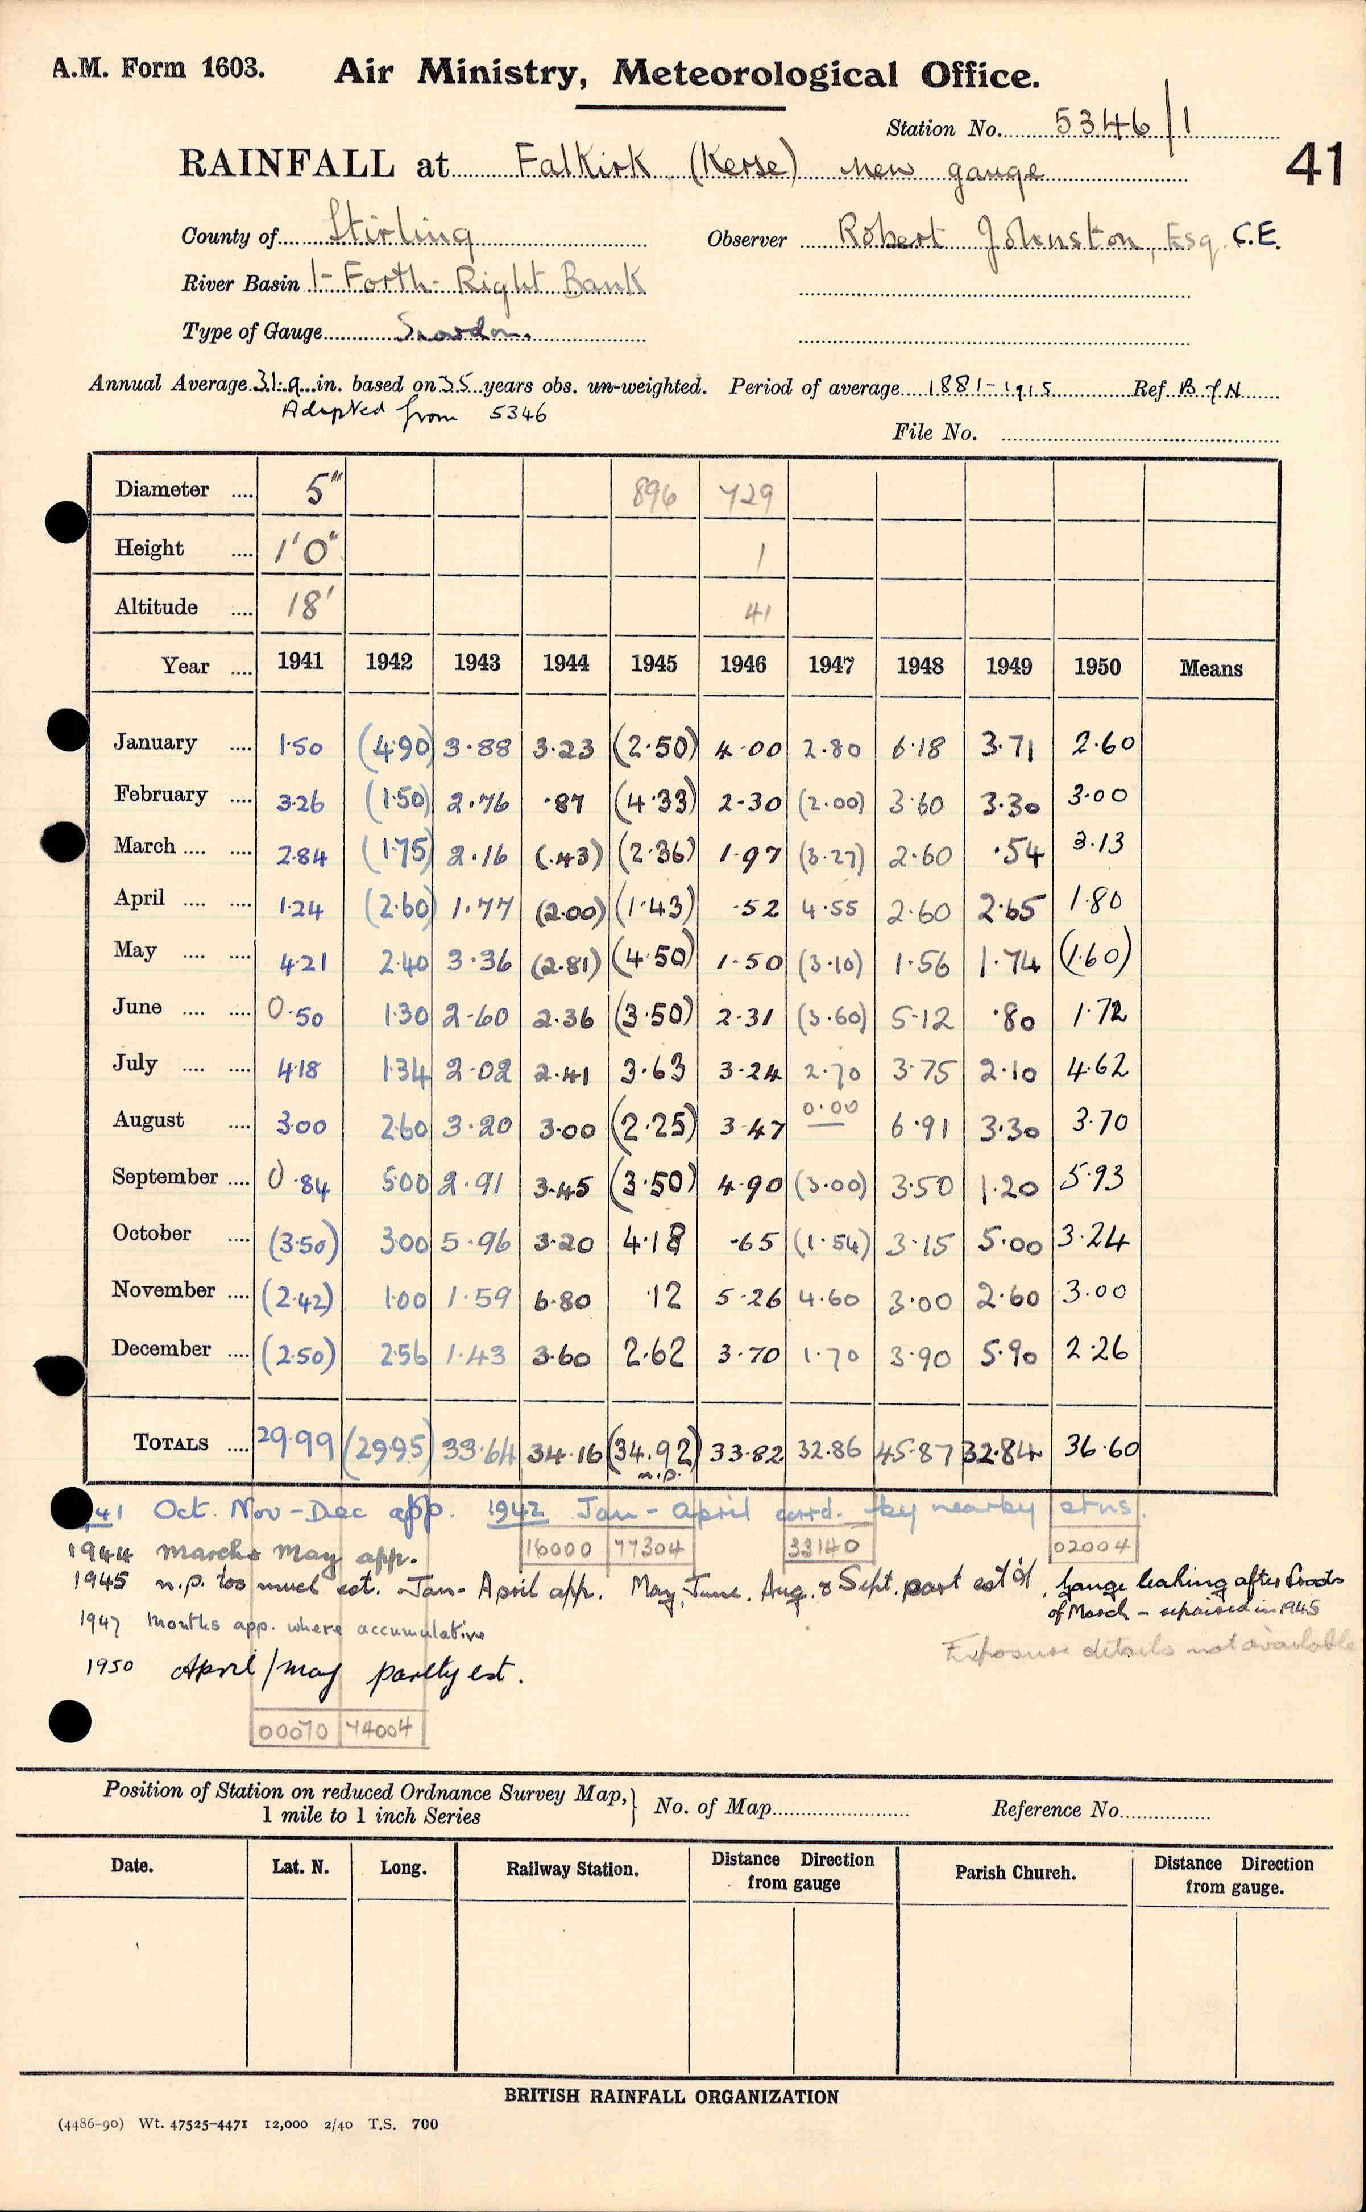 A.M. Form 1603. Air Ministry, Meteorological Office.
Station No. 5346/1
RAINFALL at Falkirk (Kerse) new gauge 41
County of Stirling Observer Robert Johnston, Esq C.E.
River Basin 1-Forth-Right Bank
Type of Gauge Snowdon.
Annual Average 31.9 in. based on 35 years obs. un-weighted. Period of average 1881-1915 Ref B of N
Adopted from 5346
File No.
Diameter .... 5" 896 729
Height .... 1'0" 1
Altitude .... 18' 41
Year .... 1941 1942 1943 1944 1945 1946 1947 1948 1949 1950 Means
January .... 1.50 (4.90) 3.88 3.23 (2.50) 4.00 2.80 6.18 3.71 2.60
February .... 3.26 (1.50) 2.76 .87 (4.33) 2.30 (2.00) 3.60 3.30 3.00
March .... .... 2.84 (1.75) 2.16 (.43) (2.36) 1.97 (3.27) 2.60 .54 3.13
April .... .... 1.24 (2.60) 1.77 (2.00) (1.43) .52 4.55 2.60 2.65 1.80
May .... .... 4.21 2.40 3.36 (2.81) (4.50) 1.50 (3.10) 1.56 1.74 (1.60)
June .... .... 0.50 1.30 2.60 2.36 (3.50) 2.31 (3.60) 5.12 .80 1.72
July .... .... 4.18 1.34 2.02 2.41 3.63 3.24 2.70 3.75 2.10 4.62
August .... 3.00 2.60 3.20 3.00 (2.25) 3.47 0.00 6.91 3.30 3.70
September .... 0.84 5.00 2.91 3.45 (3.50) 4.90 (3.00) 3.50 1.20 5.93
October .... (3.50) 3.00 5.96 3.20 4.18 .65 (1.54) 3.15 5.00 3.24
November .... (2.42) 1.00 1.59 6.80 .12 5.26 4.60 3.00 2.60 3.00
December .... (2.50) 2.56 1.43 3.60 2.62 3.70 1.70 3.90 5.90 2.26
TOTALS .... 29.99 (29.95) 33.64 34.16 (34.92) 33.82 32.86 45.87 32.84 36.60
n.p.
41 Oct. Nov-Dec app. 1942 Jan-April by nearby stns.
1944 March & May app. 16000 77304 33140 02004
1945 n.p. too much est. Jan-April app. May, June, Aug. & Sept. part est'd. Gauge leaking after floods
of March - repaired in 1945
1947 Months app. where accumulative
Exposure details not available
1950 April/May partly est.
00070 74004
Position of Station on reduced Ordnance Survey Map, 1 mile to 1 inch Series } No. of Map Reference No.
Date. Lat. N. Long. Railway Station. Distance Direction from gauge Parish Church. Distance Direction from gauge.
BRITISH RAINFALL ORGANIZATION
(4486-90) Wt. 47525-4471 12,000 2/40 T.S. 700